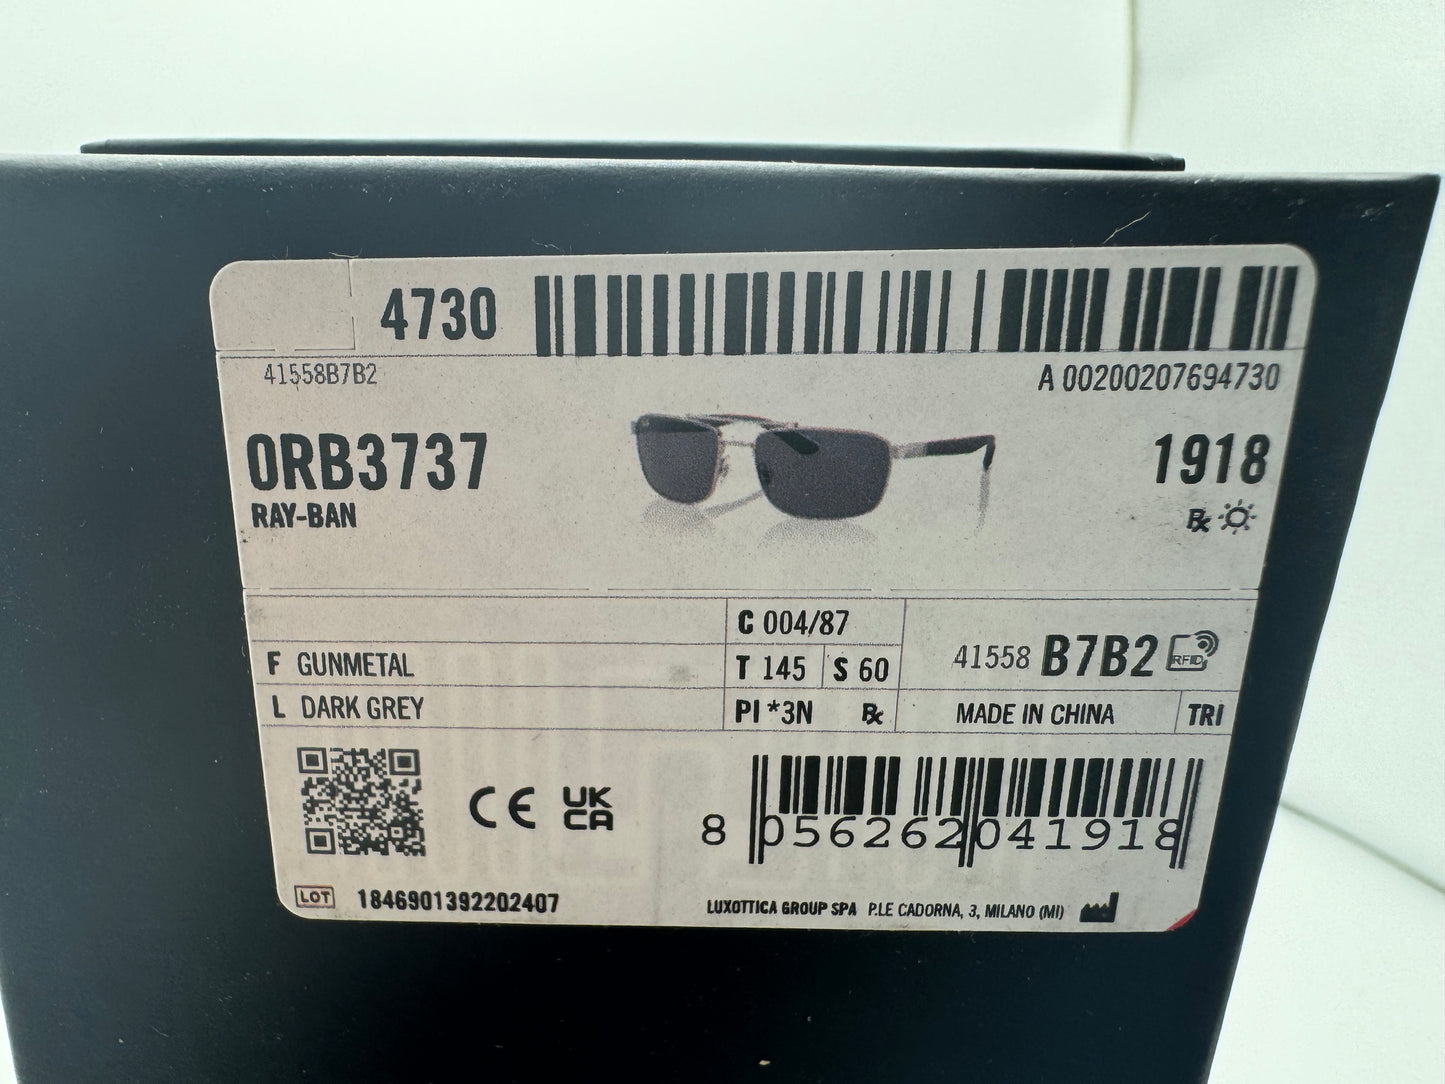 4730
41558B7B2
A 00200207694730
0RB3737
1918
RAY-BAN
Rx
C 004/87
F GUNMETAL
T 145
S 60
41558 B7B2
RFID
L DARK GREY
PI *3N
Rx
MADE IN CHINA
TRI
CE
UK
CA
8 056262 041918
LOT
1846901392202407
LUXOTTICA GROUP SPA P.LE CADORNA, 3, MILANO (MI)